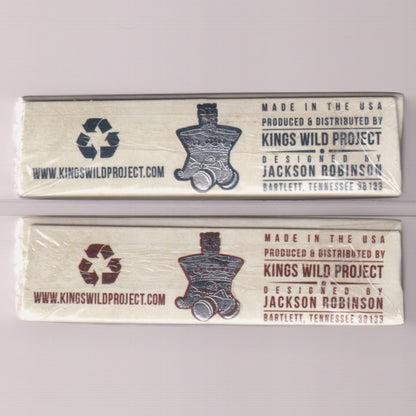 WWW.KINGSWILDPROJECT.COM
MADE IN THE USA
PRODUCED & DISTRIBUTED BY
KINGS WILD PROJECT
DESIGNED BY
JACKSON ROBINSON
BARTLETT, TENNESSEE 38133
WWW.KINGSWILDPROJECT.COM
MADE IN THE USA
PRODUCED & DISTRIBUTED BY
KINGS WILD PROJECT
DESIGNED BY
JACKSON ROBINSON
BARTLETT, TENNESSEE 38133